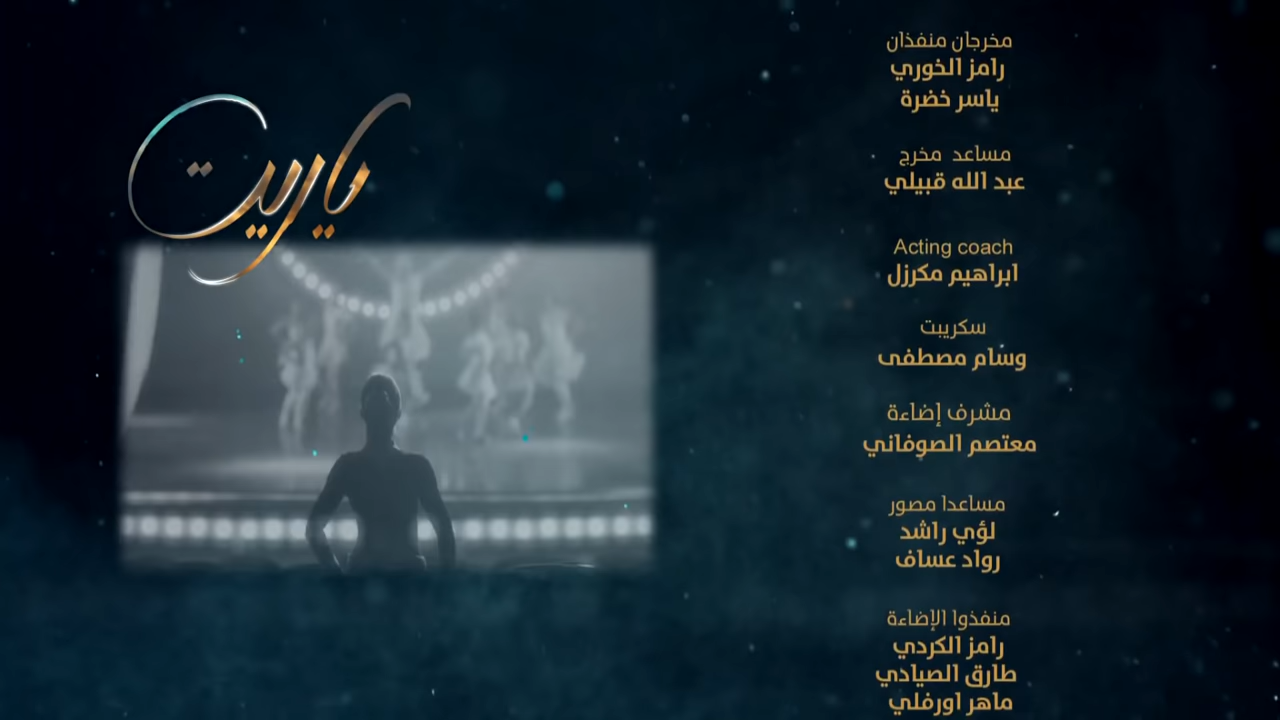 ياريت
مخرجان منفذان
رامز الخوري
ياسر خضرة
مساعد مخرج
عبد الله قبيلي
Acting coach
ابراهيم مكرزل
سكريبت
وسام مصطفى
مشرف إضاءة
معتصم الصوفاني
مساعدا مصور
لؤي راشد
رواد عساف
منفذوا الإضاءة
رامز الكردي
طارق الصيادي
ماهر اورفلي